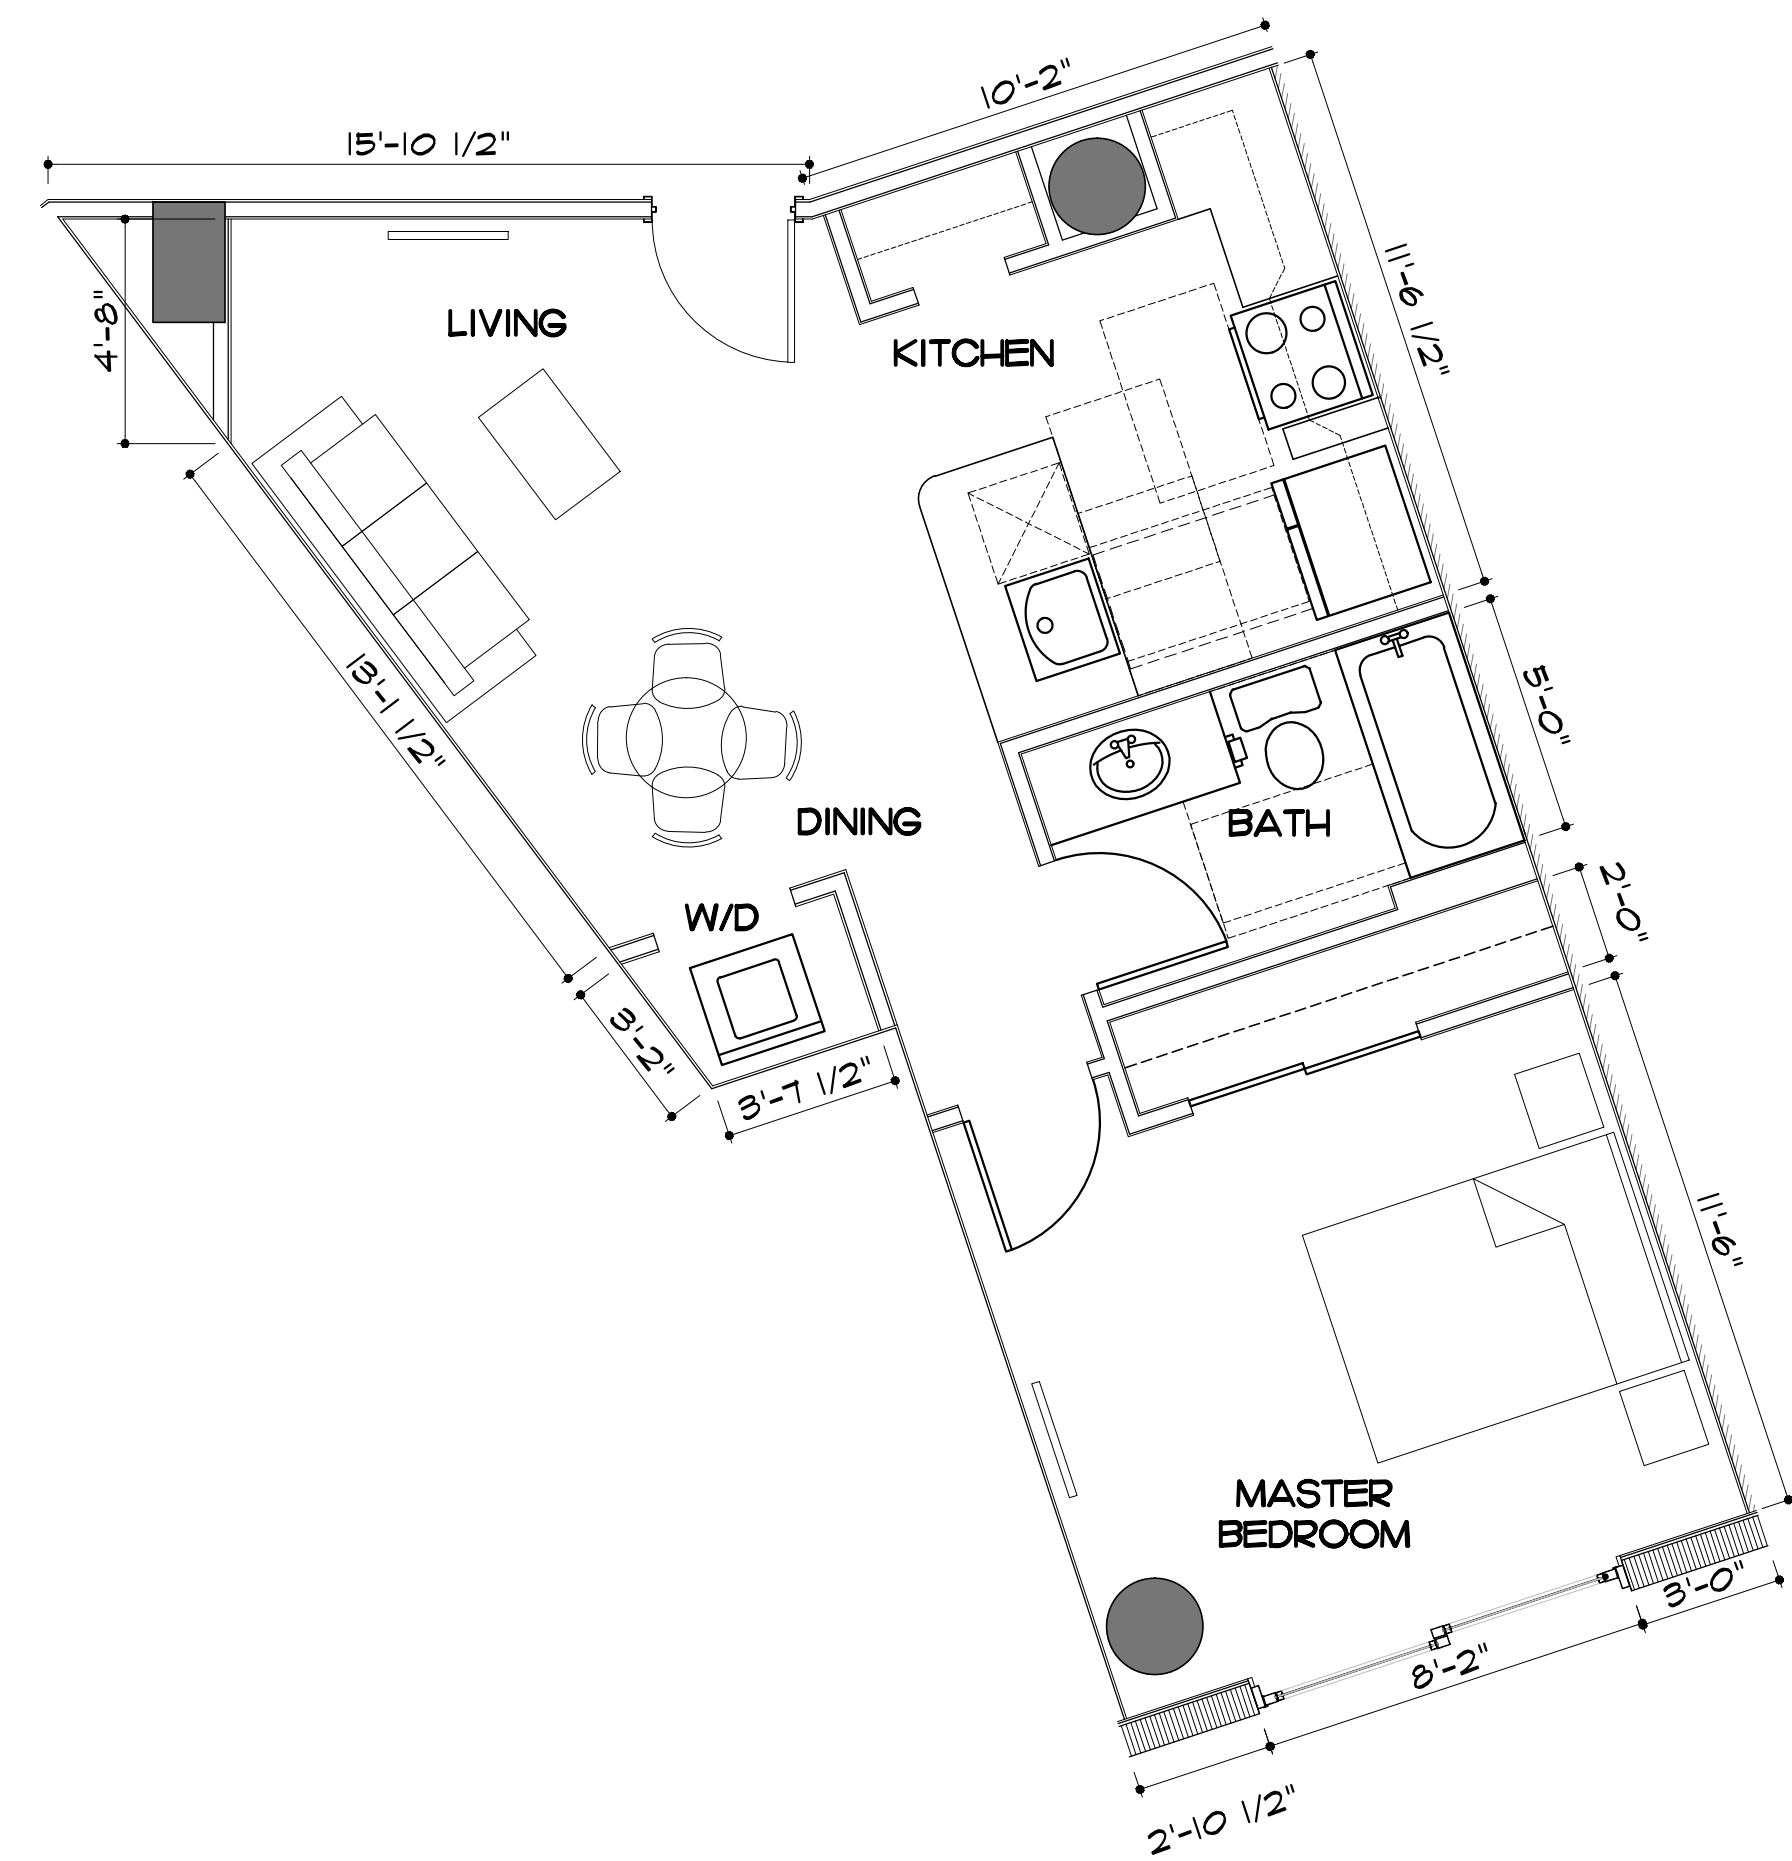 10'-2"
15'-10 1/2"
11'-6 1/2"
4'-8"
LIVING
KITCHEN
13'-1 1/2"
5'-0"
DINING
BATH
W/D
2'-0"
3'-2"
3'-7 1/2"
11'-6"
MASTER
BEDROOM
3'-0"
8'-2"
2'-10 1/2"